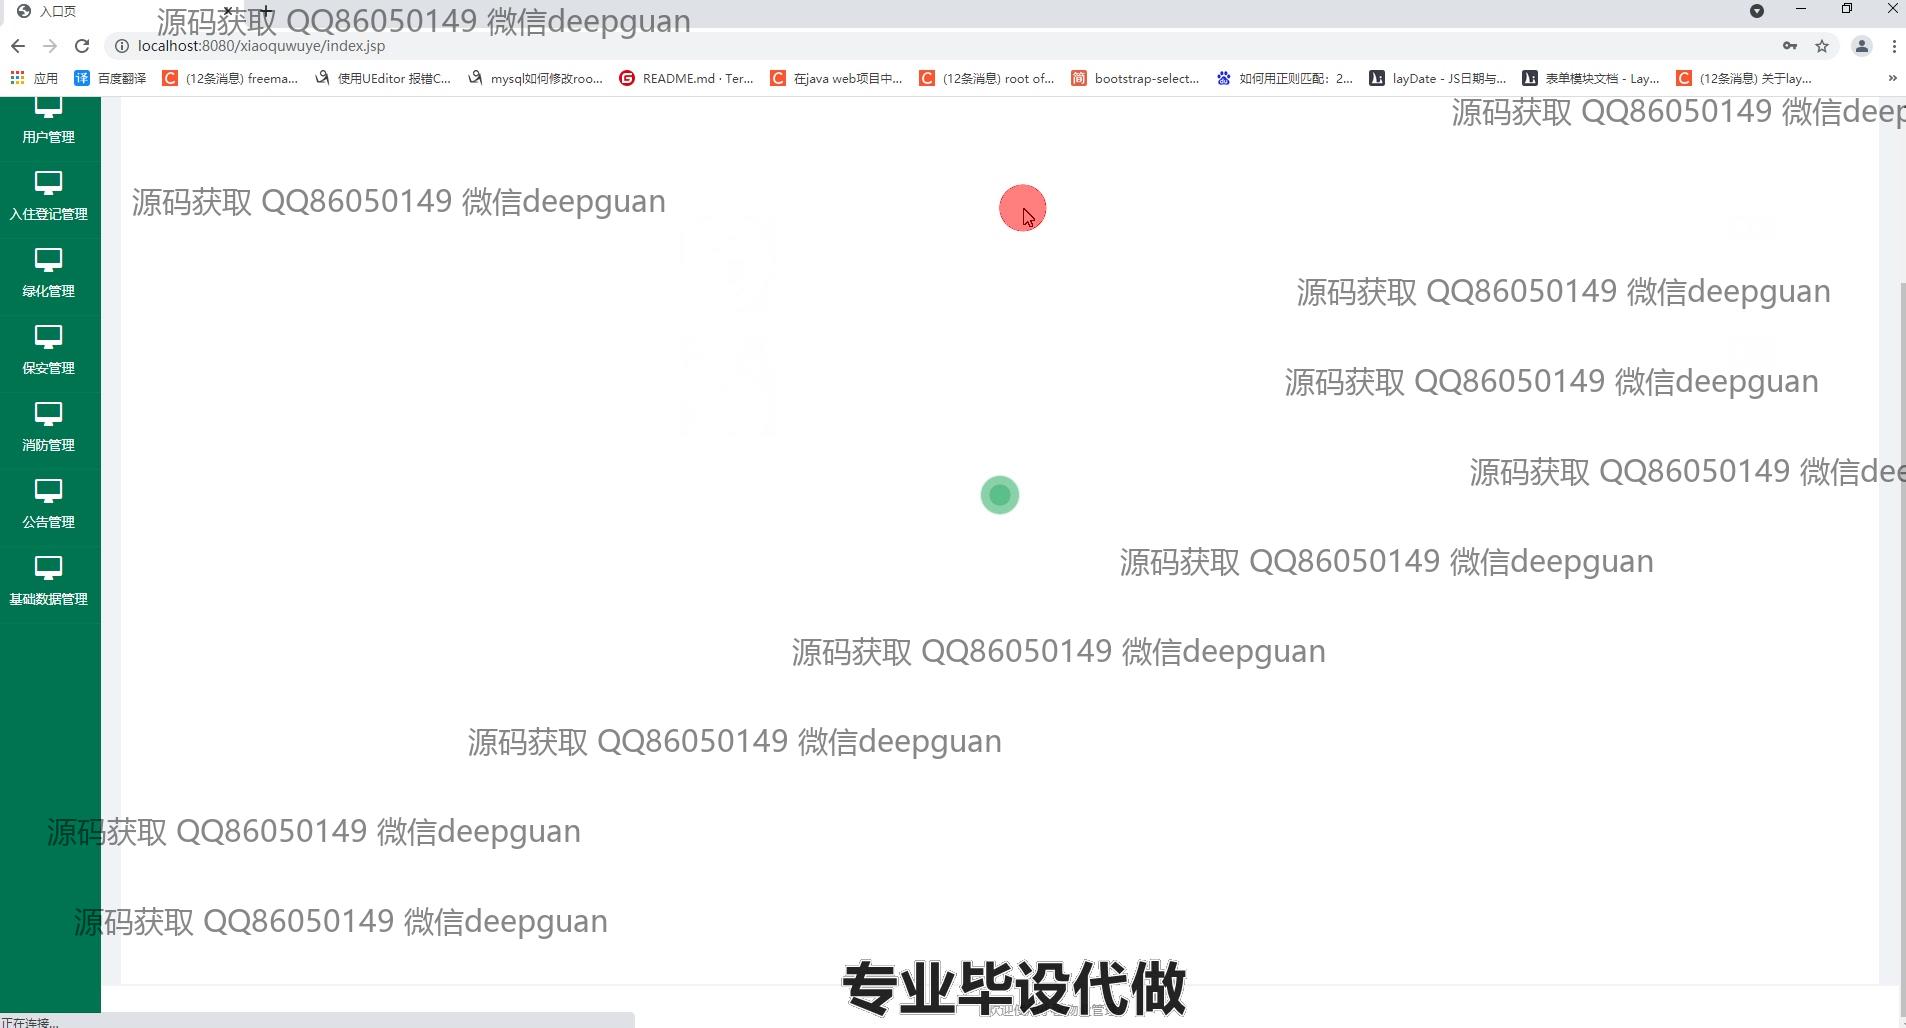 入口页
源码获取 QQ86050149 微信deepguan
localhost:8080/xiaoquwuye/index.jsp
应用 百度翻译 (12条消息) freema... 使用UEditor 报错C... mysql如何修改roo... README.md · Ter... 在java web项目中... (12条消息) root of... bootstrap-select... 如何用正则匹配：2... layDate - JS日期与... 表单模块文档 - Lay... (12条消息) 关于lay...
源码获取 QQ86050149 微信deep
用户管理
源码获取 QQ86050149 微信deepguan
入住登记管理
源码获取 QQ86050149 微信deepguan
绿化管理
保安管理
源码获取 QQ86050149 微信deepguan
消防管理
源码获取 QQ86050149 微信dee
公告管理
源码获取 QQ86050149 微信deepguan
基础数据管理
源码获取 QQ86050149 微信deepguan
源码获取 QQ86050149 微信deepguan
源码获取 QQ86050149 微信deepguan
源码获取 QQ86050149 微信deepguan
专业毕设代做
正在连接...